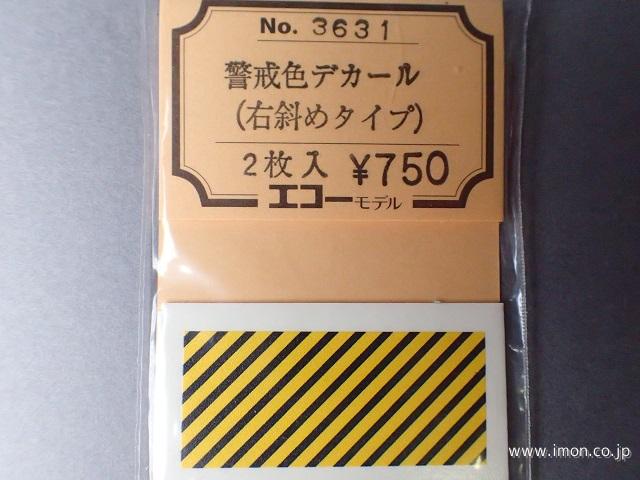 No. 3631
警戒色デカール
(右斜めタイプ)
2枚入 ¥750
エコーモデル
www.imon.co.jp